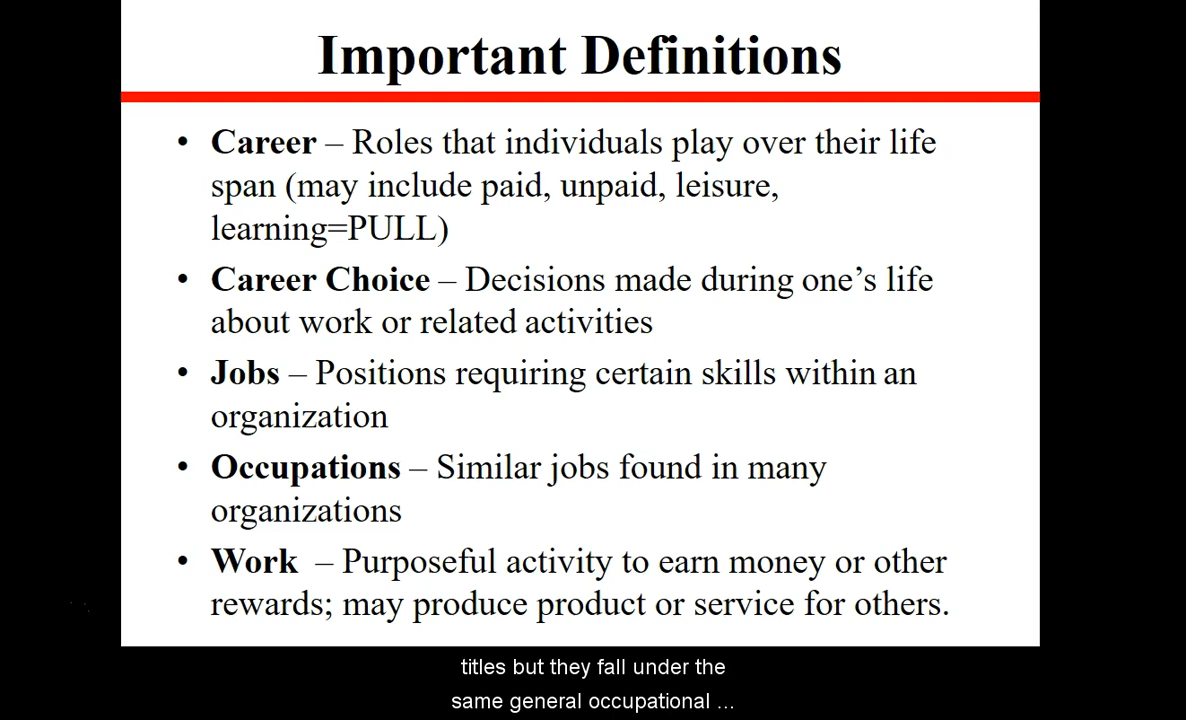 Important Definitions
• Career – Roles that individuals play over their life
span (may include paid, unpaid, leisure,
learning=PULL)
• Career Choice – Decisions made during one’s life
about work or related activities
• Jobs – Positions requiring certain skills within an
organization
• Occupations – Similar jobs found in many
organizations
• Work – Purposeful activity to earn money or other
rewards; may produce product or service for others.
titles but they fall under the
same general occupational ...